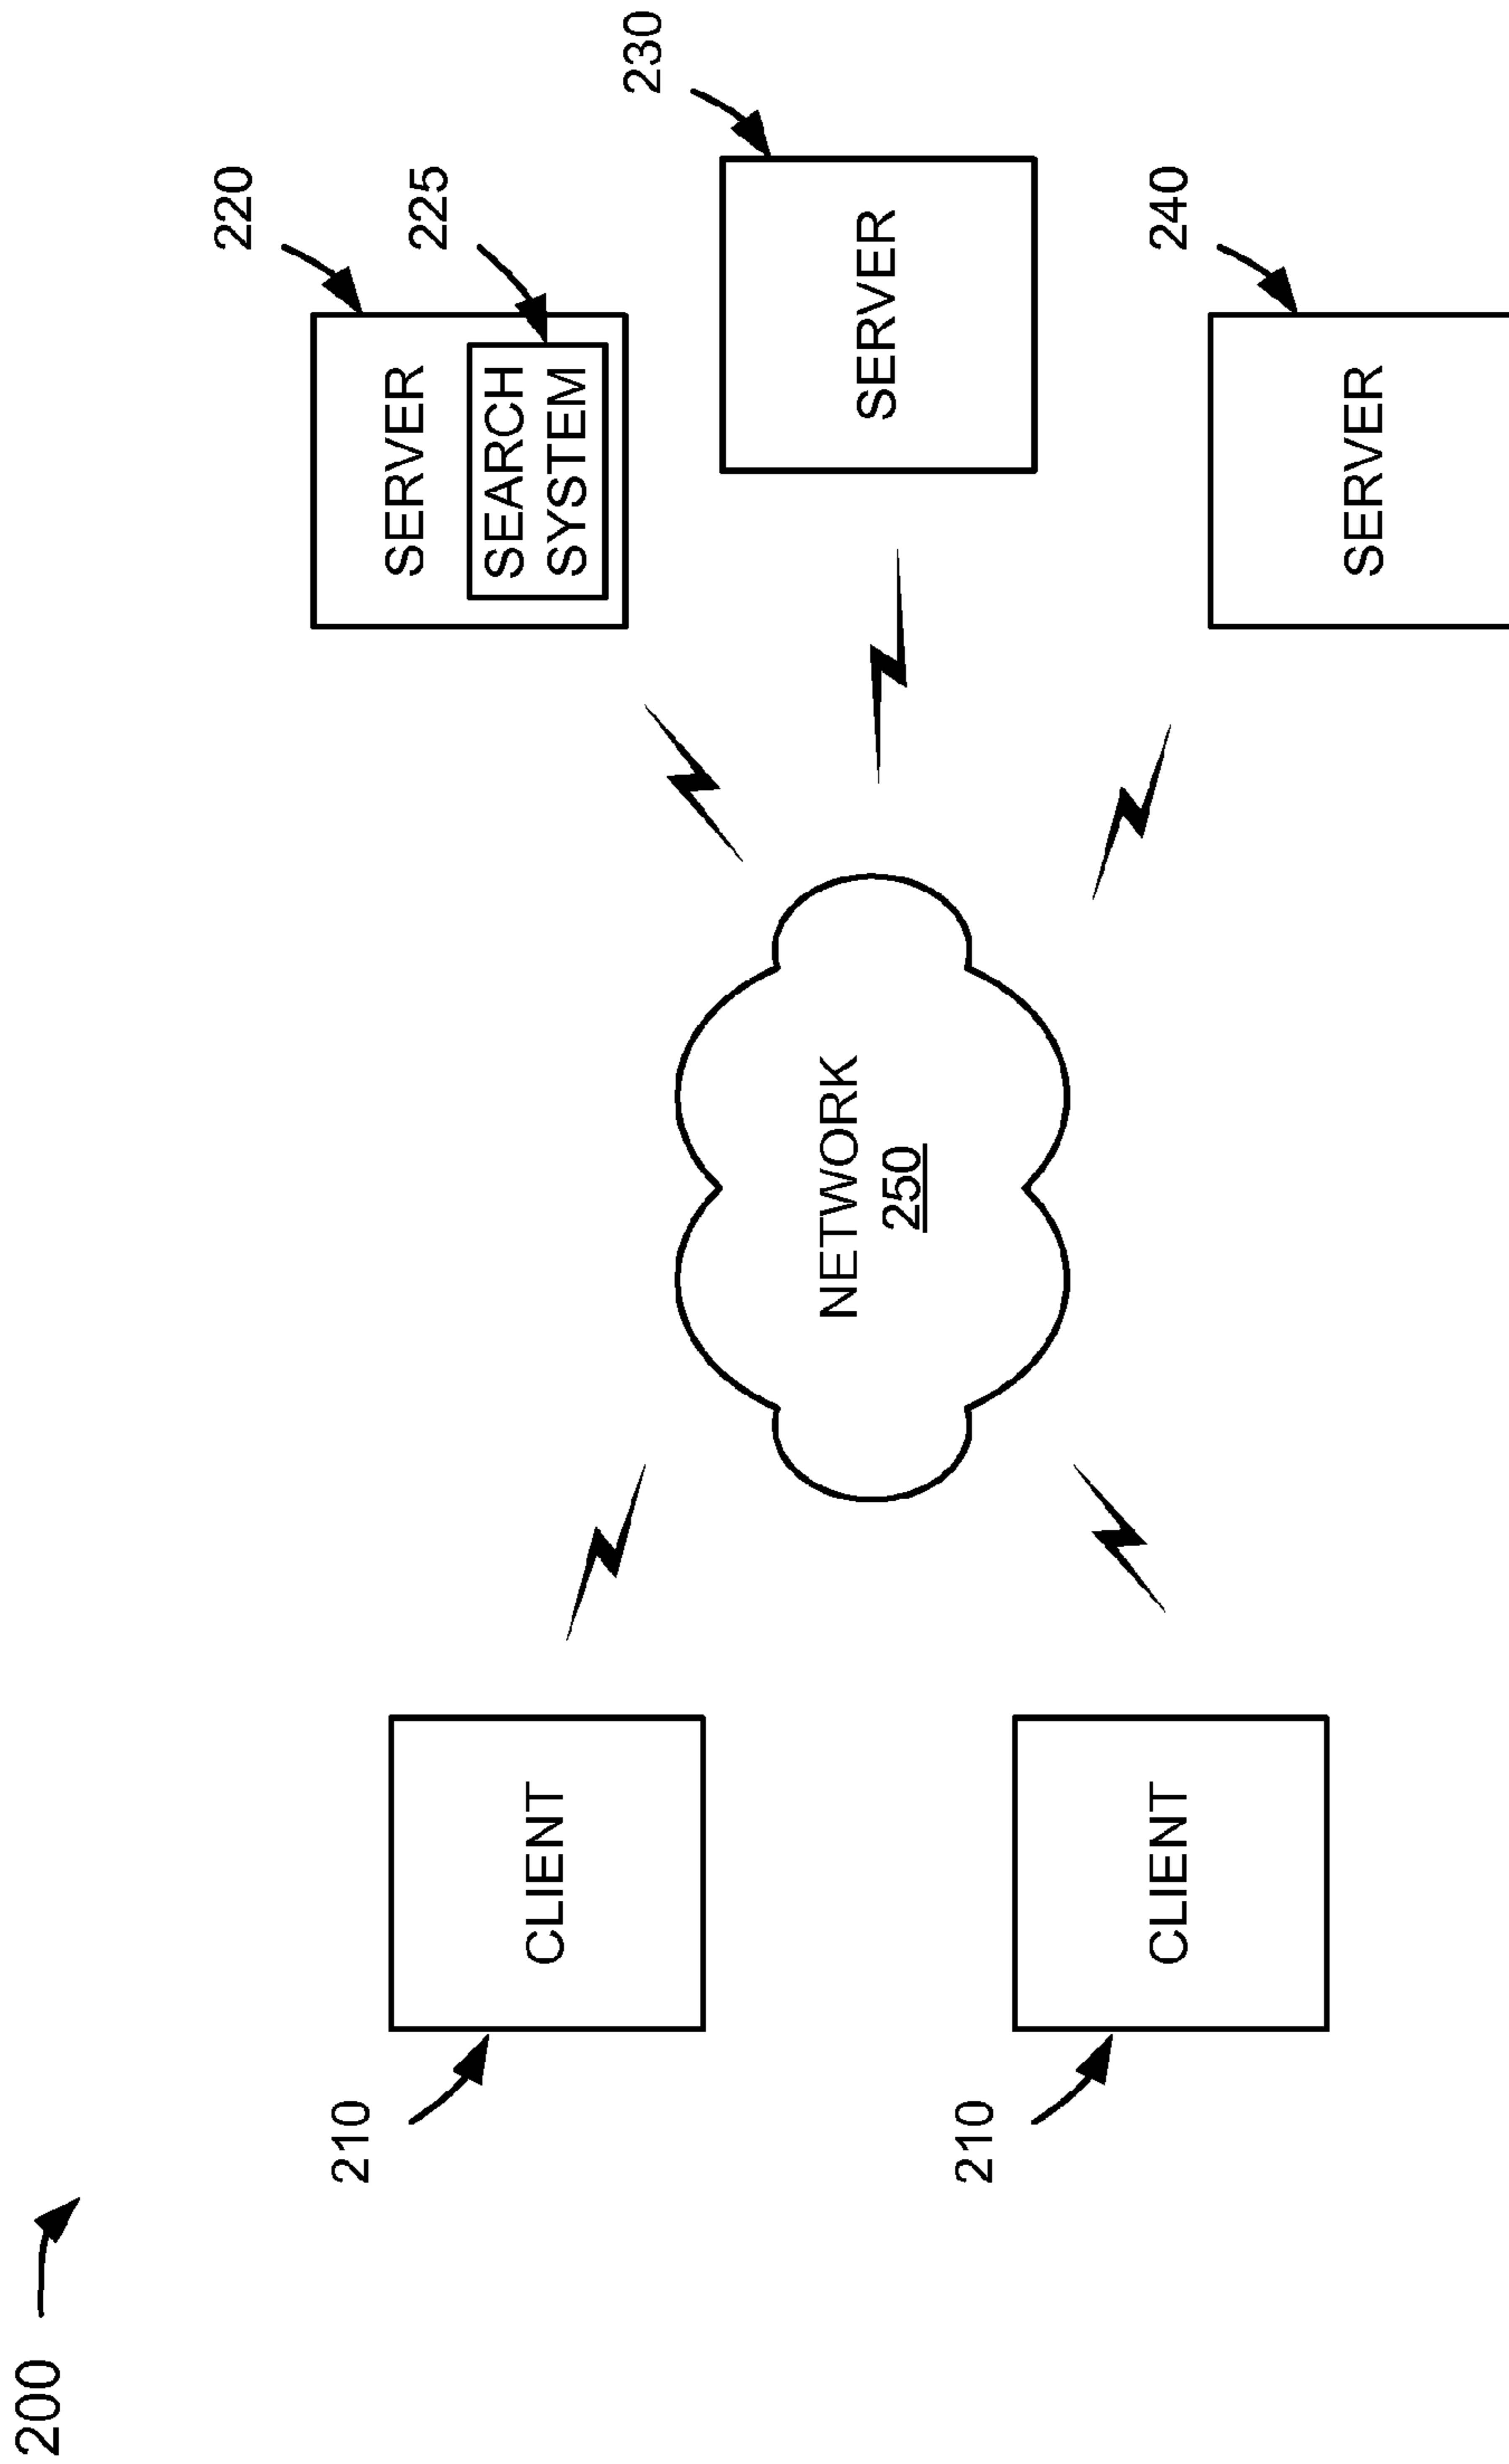 200
210
CLIENT
210
CLIENT
NETWORK
250
220
SERVER
225
SEARCH
SYSTEM
230
SERVER
240
SERVER